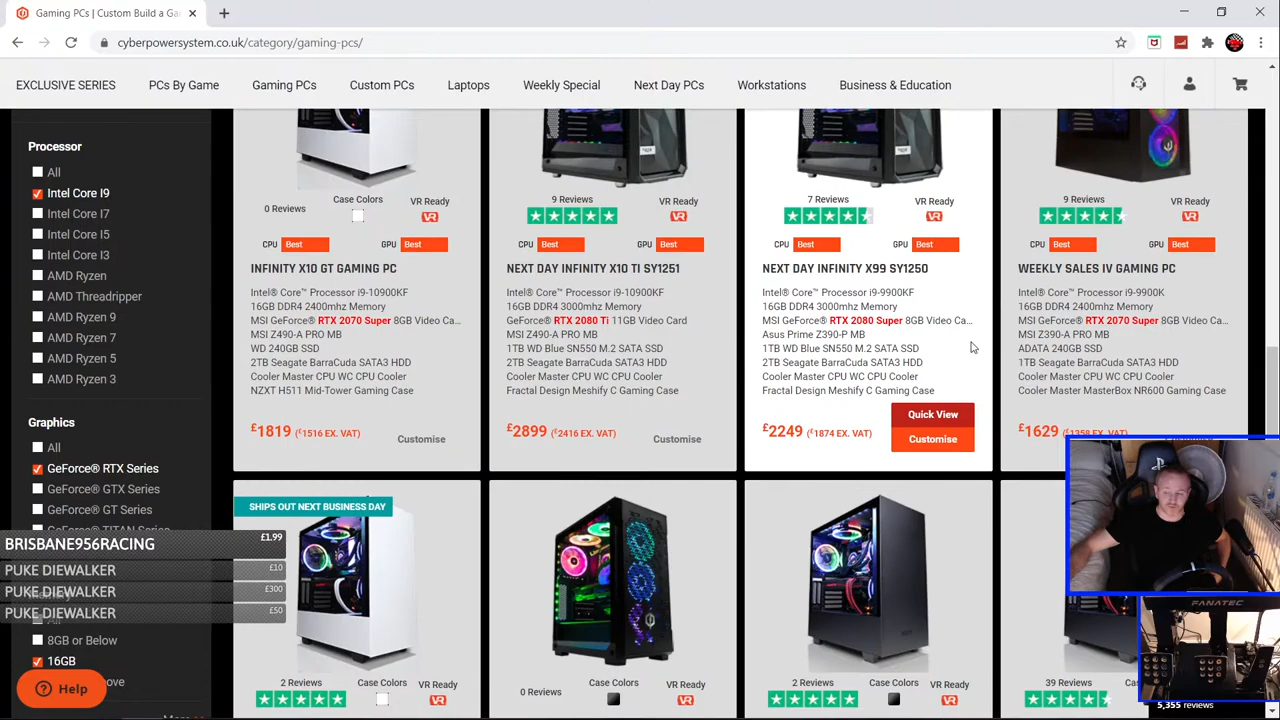 Gaming PCs | Custom Build a Ga
cyberpowersystem.co.uk/category/gaming-pcs/
EXCLUSIVE SERIES
PCs By Game
Gaming PCs
Custom PCs
Laptops
Weekly Special
Next Day PCs
Workstations
Business & Education
Processor
All
Intel Core I9
Intel Core I7
Intel Core I5
Intel Core I3
AMD Ryzen
AMD Threadripper
AMD Ryzen 9
AMD Ryzen 7
AMD Ryzen 5
AMD Ryzen 3
Graphics
All
GeForce® RTX Series
GeForce® GTX Series
GeForce® GT Series
GeForce® TITAN Series
BRISBANE956RACING £1.99
PUKE DIEWALKER £10
PUKE DIEWALKER £300
PUKE DIEWALKER £50
All
8GB or Below
16GB
Help
0 Reviews
Case Colors
VR Ready
VR
CPU Best
GPU Best
INFINITY X10 GT GAMING PC
Intel® Core™ Processor i9-10900KF
16GB DDR4 2400mhz Memory
MSI GeForce® RTX 2070 Super 8GB Video Ca...
MSI Z490-A PRO MB
WD 240GB SSD
2TB Seagate BarraCuda SATA3 HDD
Cooler Master CPU WC CPU Cooler
NZXT H511 Mid-Tower Gaming Case
£1819 (£1516 EX. VAT)
Customise
9 Reviews
VR Ready
VR
CPU Best
GPU Best
NEXT DAY INFINITY X10 TI SY1251
Intel® Core™ Processor i9-10900KF
16GB DDR4 3000mhz Memory
GeForce® RTX 2080 Ti 11GB Video Card
MSI Z490-A PRO MB
1TB WD Blue SN550 M.2 SATA SSD
2TB Seagate BarraCuda SATA3 HDD
Cooler Master CPU WC CPU Cooler
Fractal Design Meshify C Gaming Case
£2899 (£2416 EX. VAT)
Customise
7 Reviews
VR Ready
VR
CPU Best
GPU Best
NEXT DAY INFINITY X99 SY1250
Intel® Core™ Processor i9-9900KF
16GB DDR4 3000mhz Memory
MSI GeForce® RTX 2080 Super 8GB Video Ca...
Asus Prime Z390-P MB
1TB WD Blue SN550 M.2 SATA SSD
2TB Seagate BarraCuda SATA3 HDD
Cooler Master CPU WC CPU Cooler
Fractal Design Meshify C Gaming Case
£2249 (£1874 EX. VAT)
Quick View
Customise
9 Reviews
VR Ready
VR
CPU Best
GPU Best
WEEKLY SALES IV GAMING PC
Intel® Core™ Processor i9-9900K
16GB DDR4 2400mhz Memory
MSI GeForce® RTX 2070 Super 8GB Video Ca...
MSI Z390-A PRO MB
ADATA 240GB SSD
1TB Seagate BarraCuda SATA3 HDD
Cooler Master CPU WC CPU Cooler
Cooler Master MasterBox NR600 Gaming Case
£1629 (£1358 EX. VAT)
SHIPS OUT NEXT BUSINESS DAY
2 Reviews
Case Colors
VR Ready
VR
0 Reviews
Case Colors
VR Ready
VR
2 Reviews
Case Colors
VR Ready
VR
39 Reviews
FANATEC
5,355 reviews